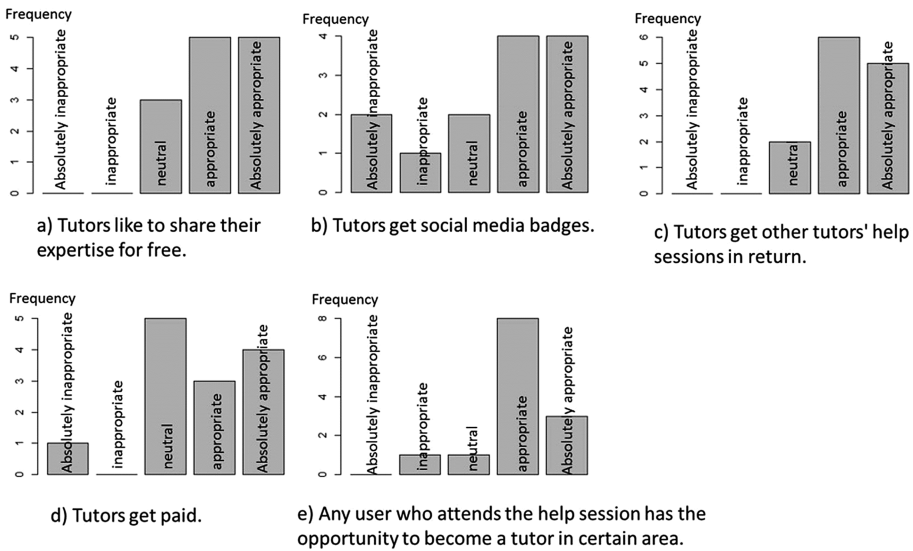 Frequency
5
4
3
2
1
0
Absolutely inappropriate
inappropriate
neutral
appropriate
Absolutely appropriate
a) Tutors like to share their
expertise for free.
Frequency
4
3
2
1
0
Absolutely inappropriate
inappropriate
neutral
appropriate
Absolutely appropriate
b) Tutors get social media badges.
Frequency
6
5
4
3
2
1
0
Absolutely inappropriate
inappropriate
neutral
appropriate
Absolutely appropriate
c) Tutors get other tutors' help
sessions in return.
Frequency
5
4
3
2
1
0
Absolutely inappropriate
inappropriate
neutral
appropriate
Absolutely appropriate
d) Tutors get paid.
Frequency
8
6
4
2
0
Absolutely inappropriate
inappropriate
neutral
appropriate
Absolutely appropriate
e) Any user who attends the help session has the
opportunity to become a tutor in certain area.